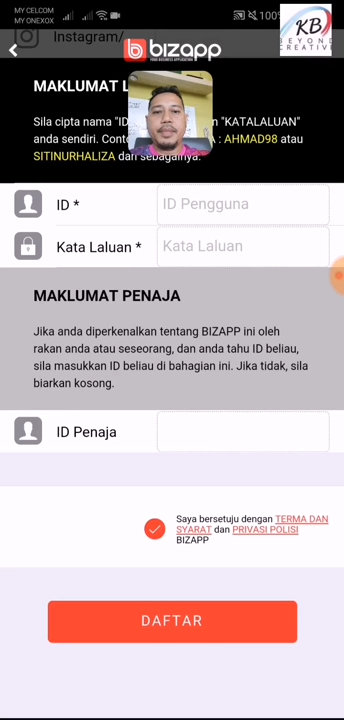 MY CELCOM
MY ONEXOX
100%
Instagram/
bizapp
YOUR BUSINESS APPLICATION
KB
BEYOND
CREATIVE
MAKLUMAT L
Sila cipta nama "ID "KATALALUAN"
anda sendiri. : AHMAD98 atau
SITINURHALIZA dan sebagainya.
ID *
ID Pengguna
Kata Laluan *
Kata Laluan
MAKLUMAT PENAJA
Jika anda diperkenalkan tentang BIZAPP ini oleh
rakan anda atau seseorang, dan anda tahu ID beliau,
sila masukkan ID beliau di bahagian ini. Jika tidak, sila
biarkan kosong.
ID Penaja
Saya bersetuju dengan TERMA DAN
SYARAT dan PRIVASI POLISI
BIZAPP
DAFTAR